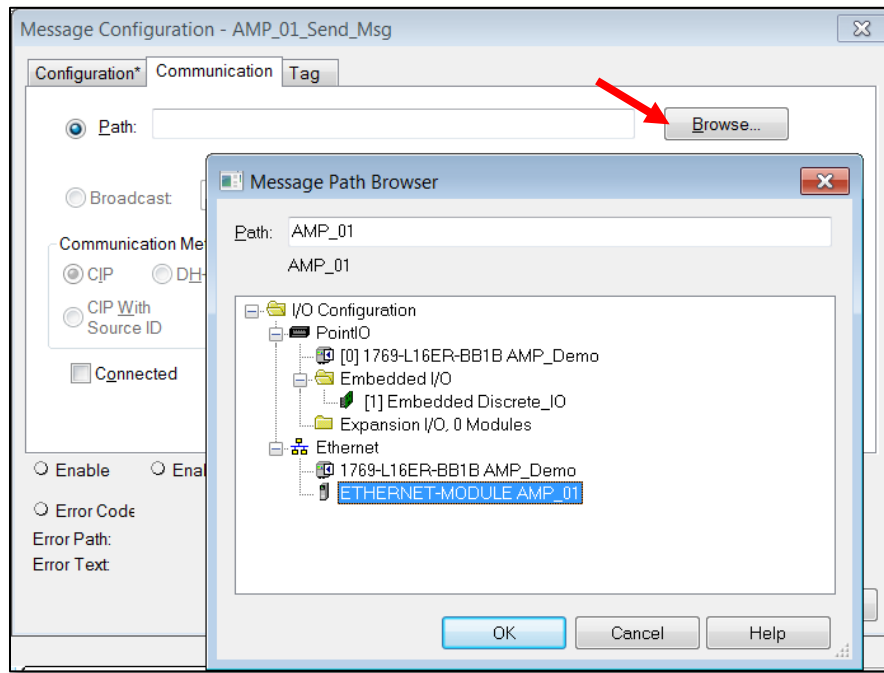 Message Configuration - AMP_01_Send_Msg
Configuration* Communication Tag
Path: Browse...
Broadcast:
Communication Me
CIP DH-
CIP With
Source ID
Connected
Enable Enal
Error Code
Error Path:
Error Text:
Message Path Browser
Path: AMP_01
AMP_01
I/O Configuration
PointIO
[0] 1769-L16ER-BB1B AMP_Demo
Embedded I/O
[1] Embedded Discrete_IO
Expansion I/O, 0 Modules
Ethernet
1769-L16ER-BB1B AMP_Demo
ETHERNET-MODULE AMP_01
OK Cancel Help